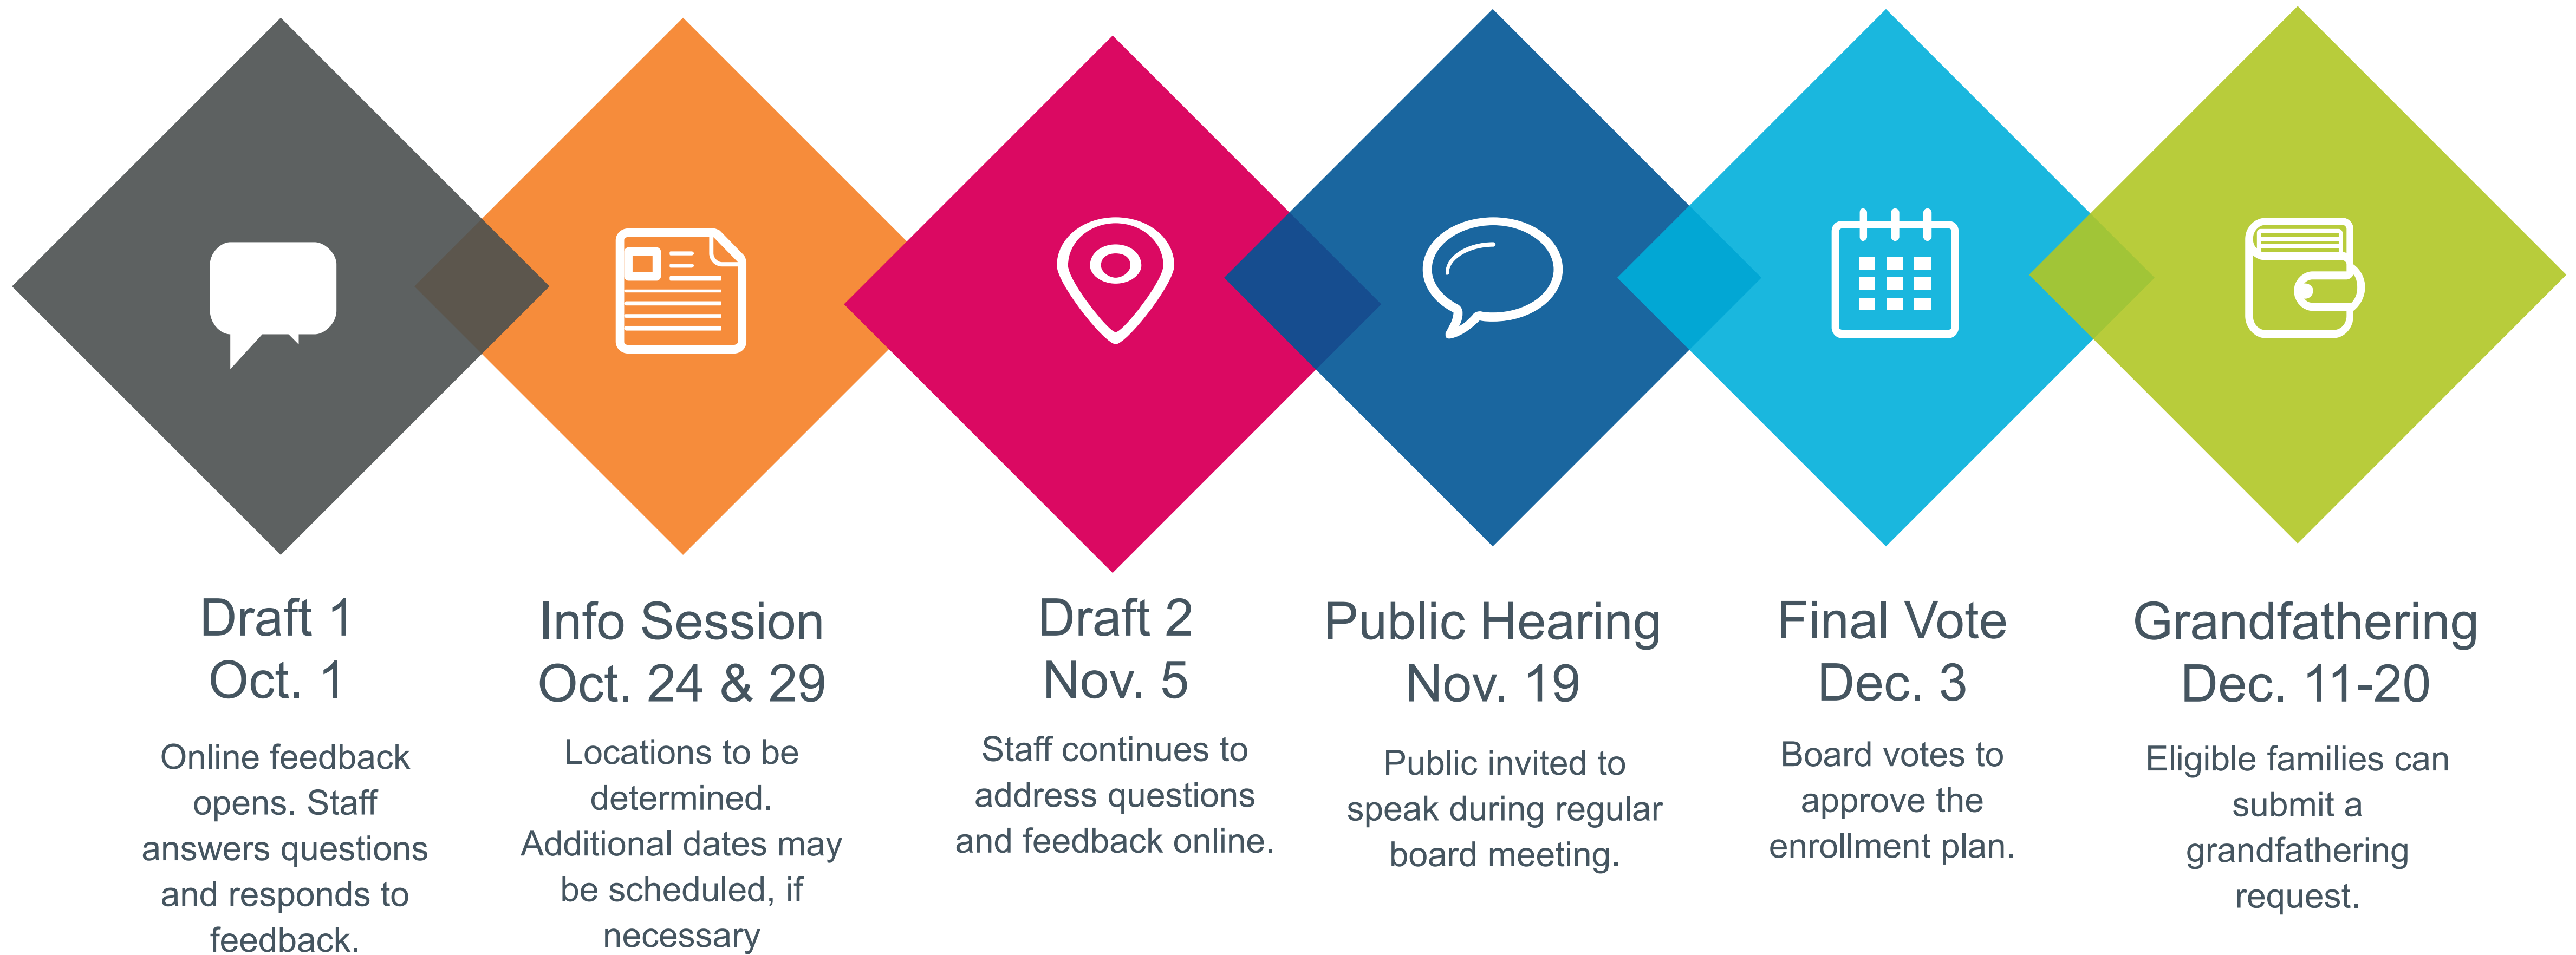 Draft 1
Oct. 1
Online feedback
opens. Staff
answers questions
and responds to
feedback.
Info Session
Oct. 24 & 29
Locations to be
determined.
Additional dates may
be scheduled, if
necessary
Draft 2
Nov. 5
Staff continues to
address questions
and feedback online.
Public Hearing
Nov. 19
Public invited to
speak during regular
board meeting.
Final Vote
Dec. 3
Board votes to
approve the
enrollment plan.
Grandfathering
Dec. 11-20
Eligible families can
submit a
grandfathering
request.